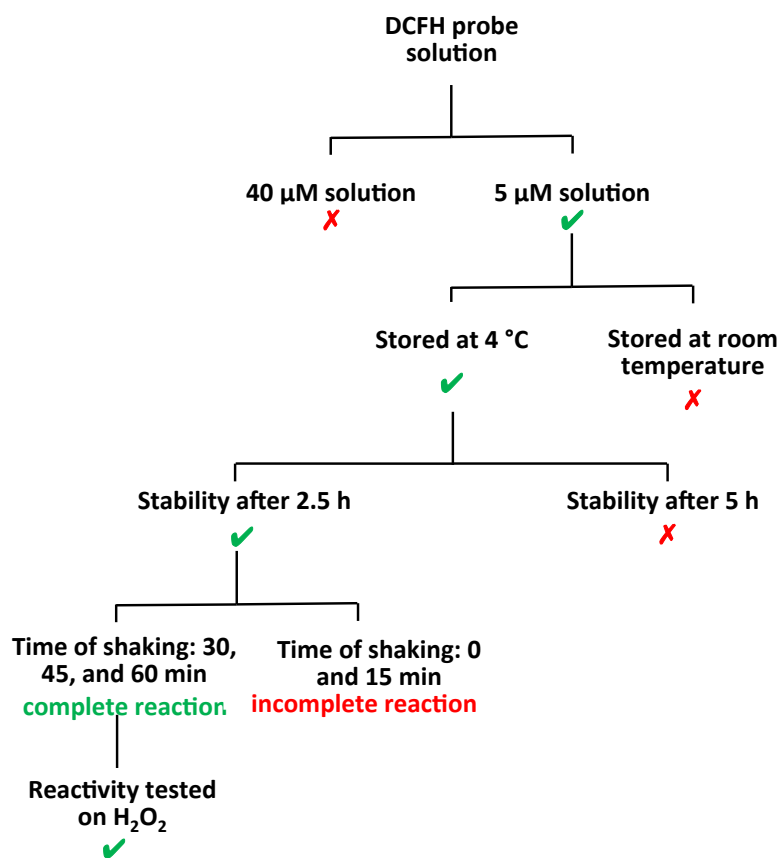 DCFH probe
solution
40 µM solution
✗
5 µM solution
✔
Stored at 4 °C
✔
Stored at room
temperature
✗
Stability after 2.5 h
✔
Stability after 5 h
✗
Time of shaking: 30,
45, and 60 min
complete reaction.
Time of shaking: 0
and 15 min
incomplete reaction
Reactivity tested
on H₂O₂
✔